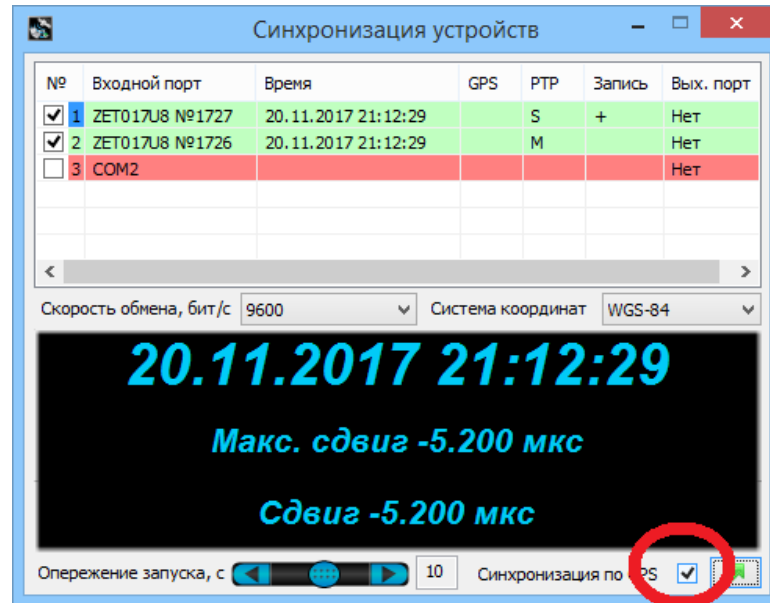 Синхронизация устройств
№ Входной порт Время GPS PTP Запись Вых. порт
1 ZET017U8 №1727 20.11.2017 21:12:29 S + Нет
2 ZET017U8 №1726 20.11.2017 21:12:29 M Нет
3 COM2 Нет
Скорость обмена, бит/с 9600 Система координат WGS-84
20.11.2017 21:12:29
Макс. сдвиг -5.200 мкс
Сдвиг -5.200 мкс
Опережение запуска, с 10 Синхронизация по GPS